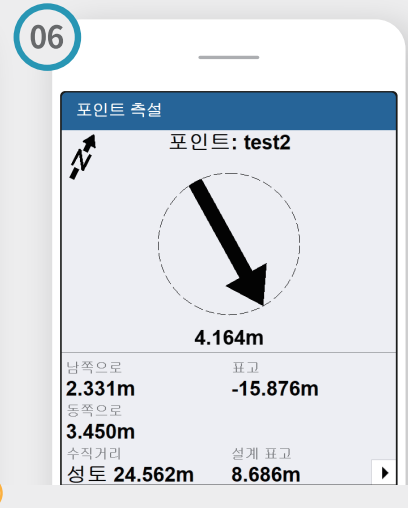 06
포인트 측설
N
포인트: test2
4.164m
남쪽으로 표고
2.331m -15.876m
동쪽으로
3.450m
수직거리 설계 표고
성토 24.562m 8.686m